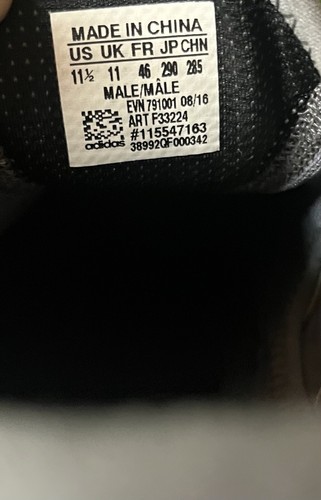 MADE IN CHINA
US UK FR JP CHN
11½ 11 46 290 285
MALE/MÂLE
EVN 791001 08/16
ART F33224
#115547163
adidas 38992QF000342